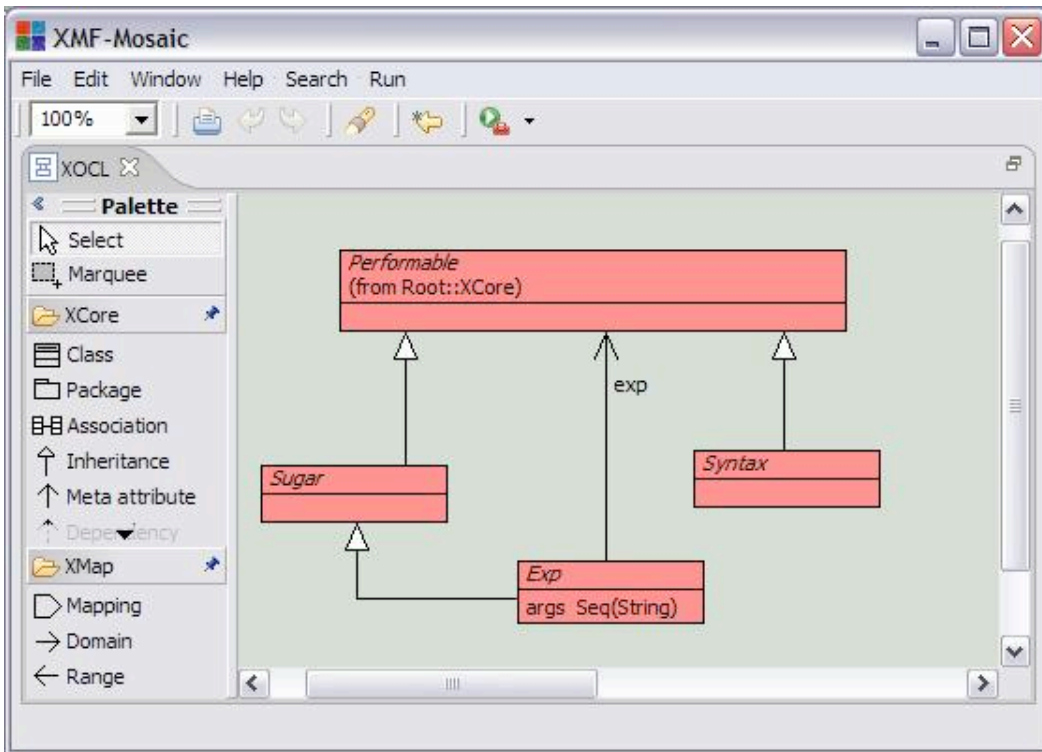 XMF-Mosaic
File Edit Window Help Search Run
100%
XOCL
Palette
Select
Marquee
XCore
Class
Package
Association
Inheritance
Meta attribute
Dependency
XMap
Mapping
Domain
Range
Performable
(from Root::XCore)
exp
Sugar
Syntax
Exp
args Seq(String)